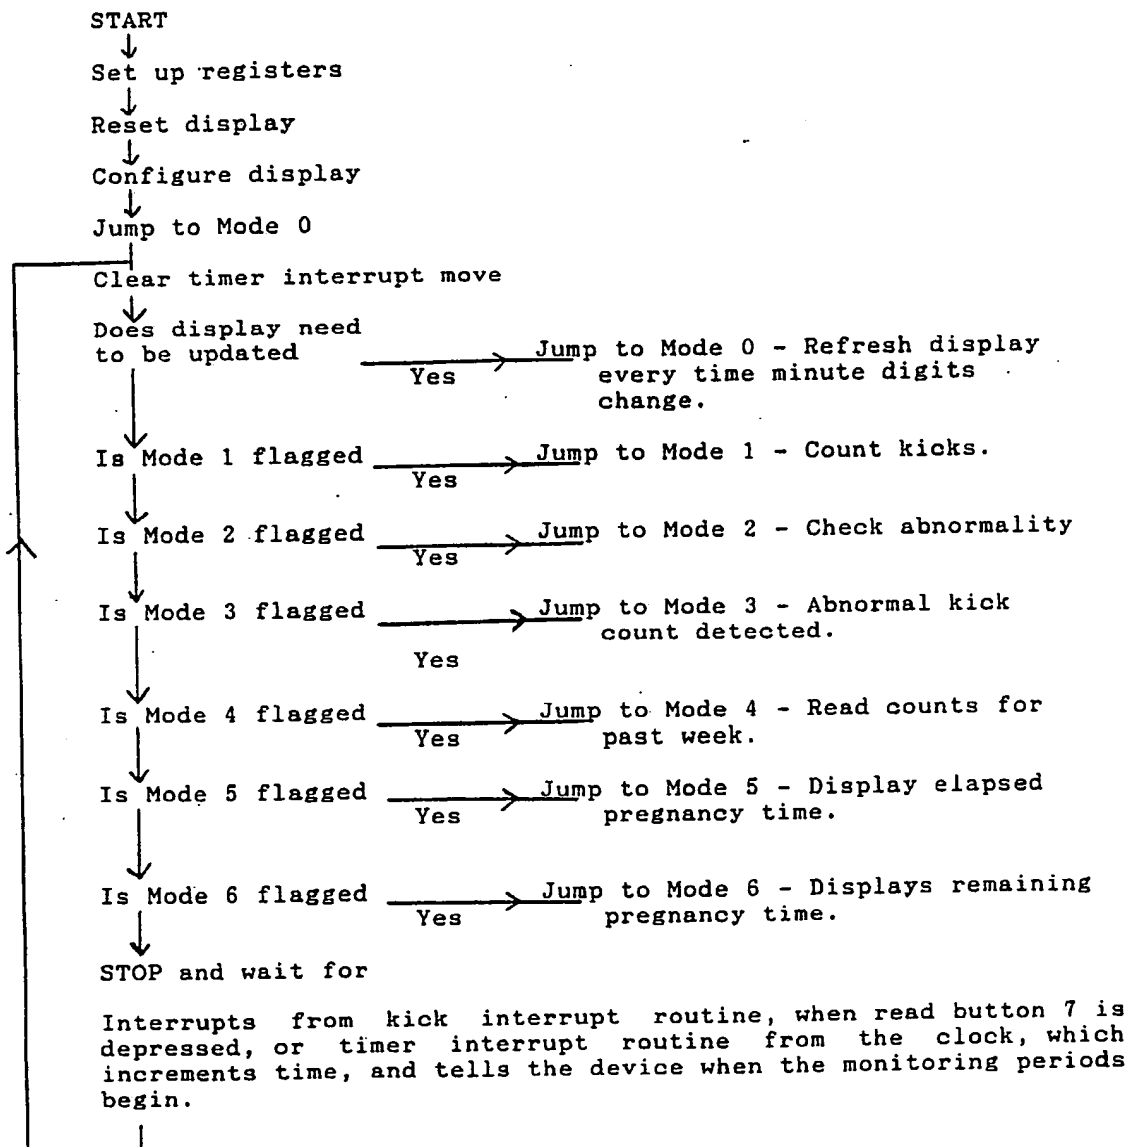 START
Set up registers
Reset display
Configure display
Jump to Mode 0
Clear timer interrupt move
Does display need
to be updated
Yes
Jump to Mode 0 - Refresh display
every time minute digits
change.
Is Mode 1 flagged
Yes
Jump to Mode 1 - Count kicks.
Is Mode 2 flagged
Yes
Jump to Mode 2 - Check abnormality
Is Mode 3 flagged
Yes
Jump to Mode 3 - Abnormal kick
count detected.
Is Mode 4 flagged
Yes
Jump to Mode 4 - Read counts for
past week.
Is Mode 5 flagged
Yes
Jump to Mode 5 - Display elapsed
pregnancy time.
Is Mode 6 flagged
Yes
Jump to Mode 6 - Displays remaining
pregnancy time.
STOP and wait for
Interrupts from kick interrupt routine, when read button 7 is
depressed, or timer interrupt routine from the clock, which
increments time, and tells the device when the monitoring periods
begin.